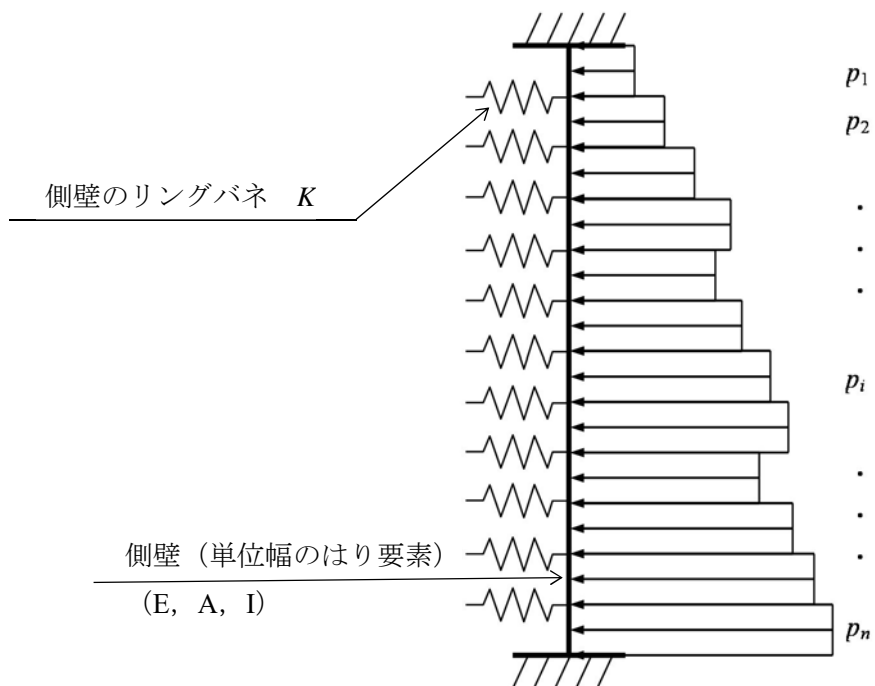 p1
p2
側壁のリングバネ K
・
・
・
pi
・
・
・
側壁（単位幅のはり要素）
（E，A，I）
pn